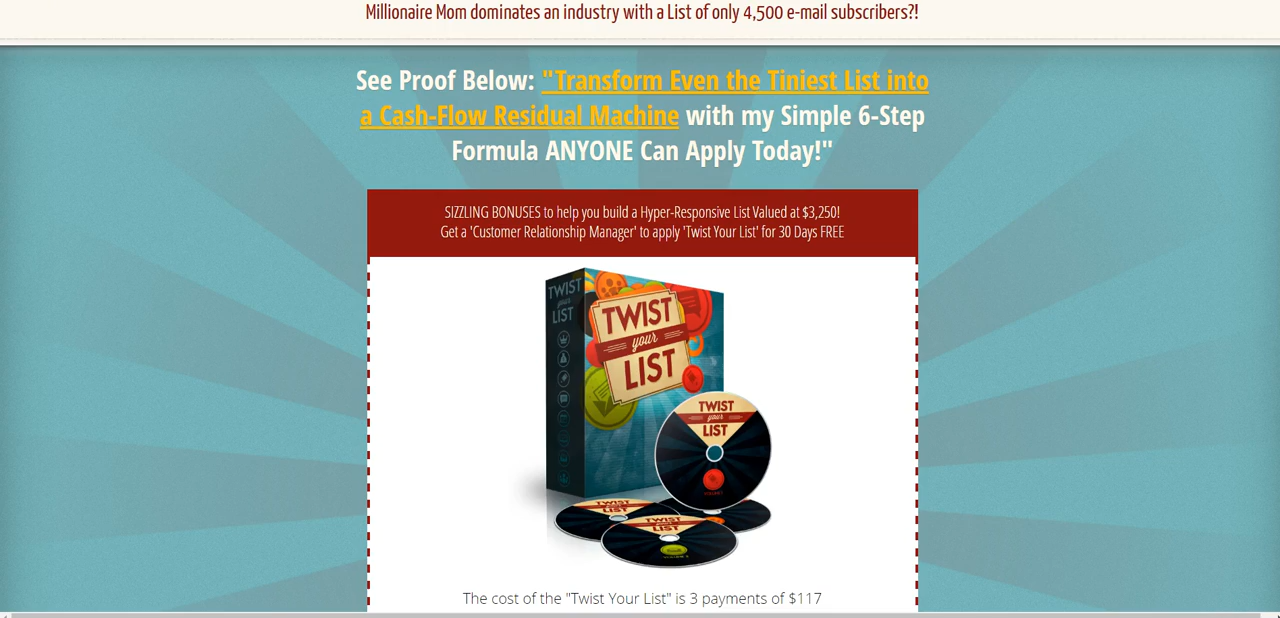 Millionaire Mom dominates an industry with a List of only 4,500 e-mail subscribers?!
See Proof Below: "Transform Even the Tiniest List into
a Cash-Flow Residual Machine with my Simple 6-Step
Formula ANYONE Can Apply Today!"
SIZZLING BONUSES to help you build a Hyper-Responsive List Valued at $3,250!
Get a 'Customer Relationship Manager' to apply 'Twist Your List' for 30 Days FREE
TWIST
your
LIST
TWIST
your
LIST
TWIST
your
LIST
TWIST
your
LIST
TWIST
LIST
The cost of the "Twist Your List" is 3 payments of $117